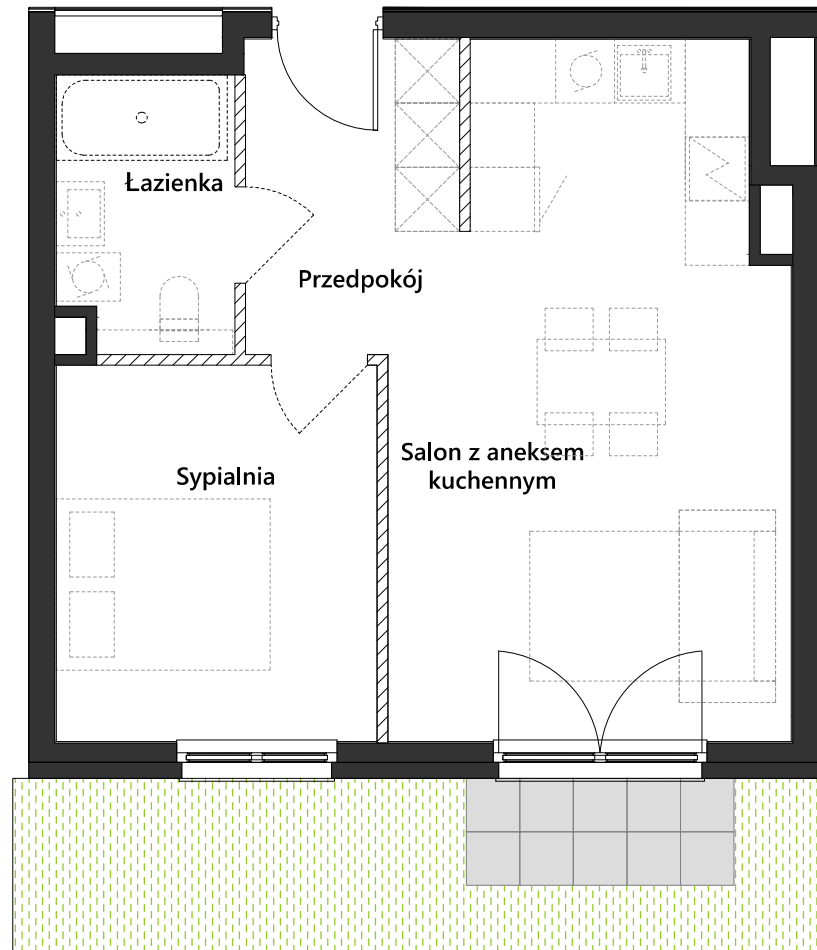 Łazienka
Przedpokój
Salon z aneksem
kuchennym
Sypialnia